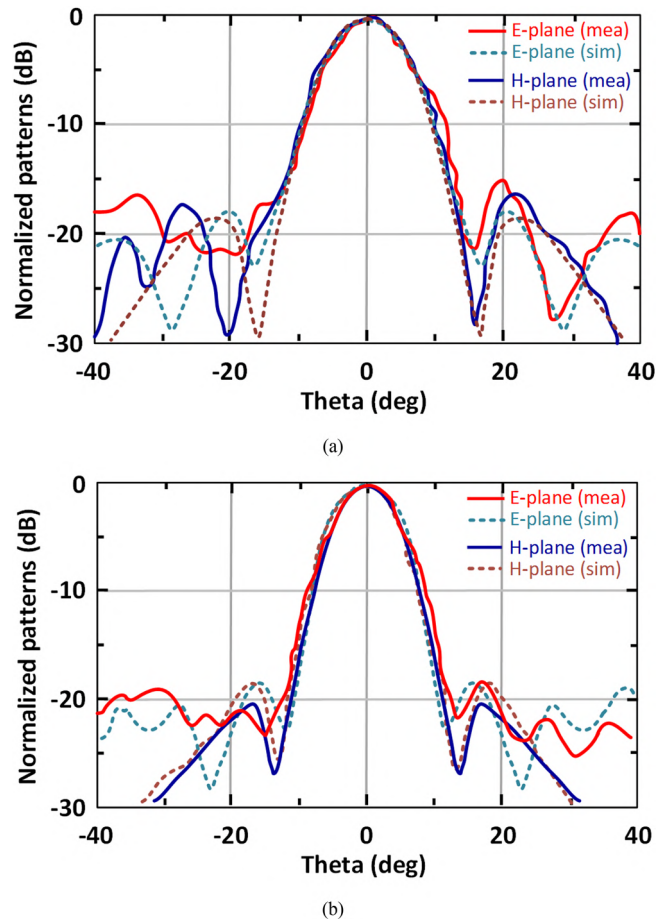 0
-10
-20
-30
Normalized patterns (dB)
E-plane (mea)
E-plane (sim)
H-plane (mea)
H-plane (sim)
-40
-20
0
20
40
Theta (deg)
(a)
0
-10
-20
-30
Normalized patterns (dB)
E-plane (mea)
E-plane (sim)
H-plane (mea)
H-plane (sim)
-40
-20
0
20
40
Theta (deg)
(b)